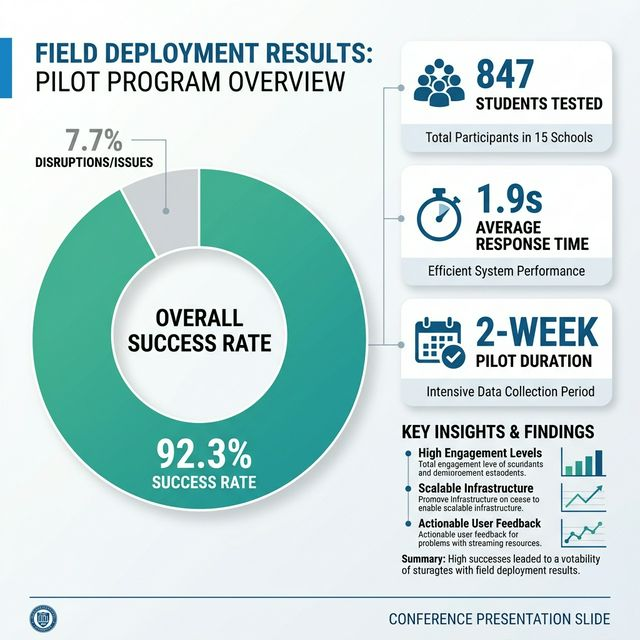 FIELD DEPLOYMENT RESULTS:
PILOT PROGRAM OVERVIEW
7.7%
DISRUPTIONS/ISSUES
OVERALL
SUCCESS RATE
92.3%
SUCCESS RATE
847
STUDENTS TESTED
Total Participants in 15 Schools
1.9s
AVERAGE
RESPONSE TIME
Efficient System Performance
2-WEEK
PILOT DURATION
Intensive Data Collection Period
KEY INSIGHTS & FINDINGS
High Engagement Levels
Total engagement leve of scundants
and demiorcement estaodents.
Scalable Infrastructure
Promove Infrastructure on ceese to
enable scalable infrastructure.
Actionable User Feedback
Actionable user feedback for
problems with streaming resources.
Summary: High successes leadted to a votability
of sturagtes with field deployment results.
CONFERENCE PRESENTATION SLIDE